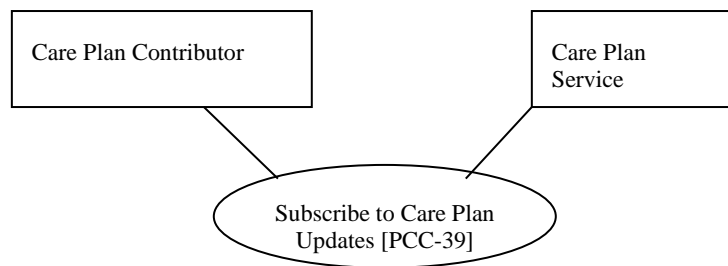 Care Plan Contributor
Care Plan
Service
Subscribe to Care Plan
Updates [PCC-39]